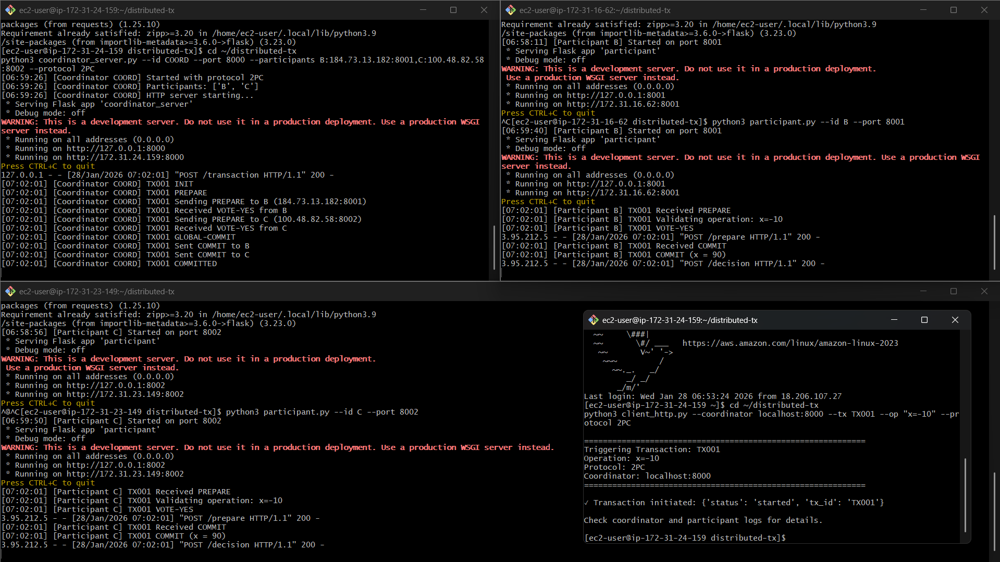 ec2-user@ip-172-31-24-159:~/distributed-tx
packages (from requests) (1.25.10)
Requirement already satisfied: zipp>=3.20 in /home/ec2-user/.local/lib/python3.9
/site-packages (from importlib-metadata>=3.6.0->flask) (3.23.0)
[ec2-user@ip-172-31-24-159 distributed-tx]$ cd ~/distributed-tx
python3 coordinator_server.py --id COORD --port 8000 --participants B:184.73.13.182:8001,C:100.48.82.58
:8002 --protocol 2PC
[06:59:26] [Coordinator COORD] Started with protocol 2PC
[06:59:26] [Coordinator COORD] Participants: ['B', 'C']
[06:59:26] [Coordinator COORD] HTTP server starting...
 * Serving Flask app 'coordinator_server'
 * Debug mode: off
WARNING: This is a development server. Do not use it in a production deployment. Use a production WSGI
server instead.
 * Running on all addresses (0.0.0.0)
 * Running on http://127.0.0.1:8000
 * Running on http://172.31.24.159:8000
Press CTRL+C to quit
127.0.0.1 - - [28/Jan/2026 07:02:01] "POST /transaction HTTP/1.1" 200 -
[07:02:01] [Coordinator COORD] TX001 INIT
[07:02:01] [Coordinator COORD] TX001 PREPARE
[07:02:01] [Coordinator COORD] TX001 Sending PREPARE to B (184.73.13.182:8001)
[07:02:01] [Coordinator COORD] TX001 Received VOTE-YES from B
[07:02:01] [Coordinator COORD] TX001 Sending PREPARE to C (100.48.82.58:8002)
[07:02:01] [Coordinator COORD] TX001 Received VOTE-YES from C
[07:02:01] [Coordinator COORD] TX001 GLOBAL-COMMIT
[07:02:01] [Coordinator COORD] TX001 Sent COMMIT to B
[07:02:01] [Coordinator COORD] TX001 Sent COMMIT to C
[07:02:01] [Coordinator COORD] TX001 COMMITTED
ec2-user@ip-172-31-16-62:~/distributed-tx
Requirement already satisfied: zipp>=3.20 in /home/ec2-user/.local/lib/python3.9
/site-packages (from importlib-metadata>=3.6.0->flask) (3.23.0)
[06:58:11] [Participant B] Started on port 8001
 * Serving Flask app 'participant'
 * Debug mode: off
WARNING: This is a development server. Do not use it in a production deployment.
 Use a production WSGI server instead.
 * Running on all addresses (0.0.0.0)
 * Running on http://127.0.0.1:8001
 * Running on http://172.31.16.62:8001
Press CTRL+C to quit
^C[ec2-user@ip-172-31-16-62 distributed-tx]$ python3 participant.py --id B --port 8001
[06:59:40] [Participant B] Started on port 8001
 * Serving Flask app 'participant'
 * Debug mode: off
WARNING: This is a development server. Do not use it in a production deployment. Use a production WSGI
server instead.
 * Running on all addresses (0.0.0.0)
 * Running on http://127.0.0.1:8001
 * Running on http://172.31.16.62:8001
Press CTRL+C to quit
[07:02:01] [Participant B] TX001 Received PREPARE
[07:02:01] [Participant B] TX001 Validating operation: x=-10
[07:02:01] [Participant B] TX001 VOTE-YES
3.95.212.5 - - [28/Jan/2026 07:02:01] "POST /prepare HTTP/1.1" 200 -
[07:02:01] [Participant B] TX001 Received COMMIT
[07:02:01] [Participant B] TX001 COMMIT (x = 90)
3.95.212.5 - - [28/Jan/2026 07:02:01] "POST /decision HTTP/1.1" 200 -
ec2-user@ip-172-31-23-149:~/distributed-tx
packages (from requests) (1.25.10)
Requirement already satisfied: zipp>=3.20 in /home/ec2-user/.local/lib/python3.9
/site-packages (from importlib-metadata>=3.6.0->flask) (3.23.0)
[06:58:56] [Participant C] Started on port 8002
 * Serving Flask app 'participant'
 * Debug mode: off
WARNING: This is a development server. Do not use it in a production deployment.
 Use a production WSGI server instead.
 * Running on all addresses (0.0.0.0)
 * Running on http://127.0.0.1:8002
 * Running on http://172.31.23.149:8002
Press CTRL+C to quit
^@^C[ec2-user@ip-172-31-23-149 distributed-tx]$ python3 participant.py --id C --port 8002
[06:59:50] [Participant C] Started on port 8002
 * Serving Flask app 'participant'
 * Debug mode: off
WARNING: This is a development server. Do not use it in a production deployment. Use a production WSGI server instead.
 * Running on all addresses (0.0.0.0)
 * Running on http://127.0.0.1:8002
 * Running on http://172.31.23.149:8002
Press CTRL+C to quit
[07:02:01] [Participant C] TX001 Received PREPARE
[07:02:01] [Participant C] TX001 Validating operation: x=-10
[07:02:01] [Participant C] TX001 VOTE-YES
3.95.212.5 - - [28/Jan/2026 07:02:01] "POST /prepare HTTP/1.1" 200 -
[07:02:01] [Participant C] TX001 Received COMMIT
[07:02:01] [Participant C] TX001 COMMIT (x = 90)
3.95.212.5 - - [28/Jan/2026 07:02:01] "POST /decision HTTP/1.1" 200 -
ec2-user@ip-172-31-24-159:~/distributed-tx
  ~~     \###|
  ~~       \#/ ___   https://aws.amazon.com/linux/amazon-linux-2023
   ~~        V~' '->
    ~~~         /
      ~~._.   _/
         _/ _/
       _/m/'
Last login: Wed Jan 28 06:53:24 2026 from 18.206.107.27
[ec2-user@ip-172-31-24-159 ~]$ cd ~/distributed-tx
python3 client_http.py --coordinator localhost:8000 --tx TX001 --op "x=-10" --pr
otocol 2PC
============================================================
Triggering Transaction: TX001
Operation: x=-10
Protocol: 2PC
Coordinator: localhost:8000
============================================================
✓ Transaction initiated: {'status': 'started', 'tx_id': 'TX001'}
Check coordinator and participant logs for details.
[ec2-user@ip-172-31-24-159 distributed-tx]$